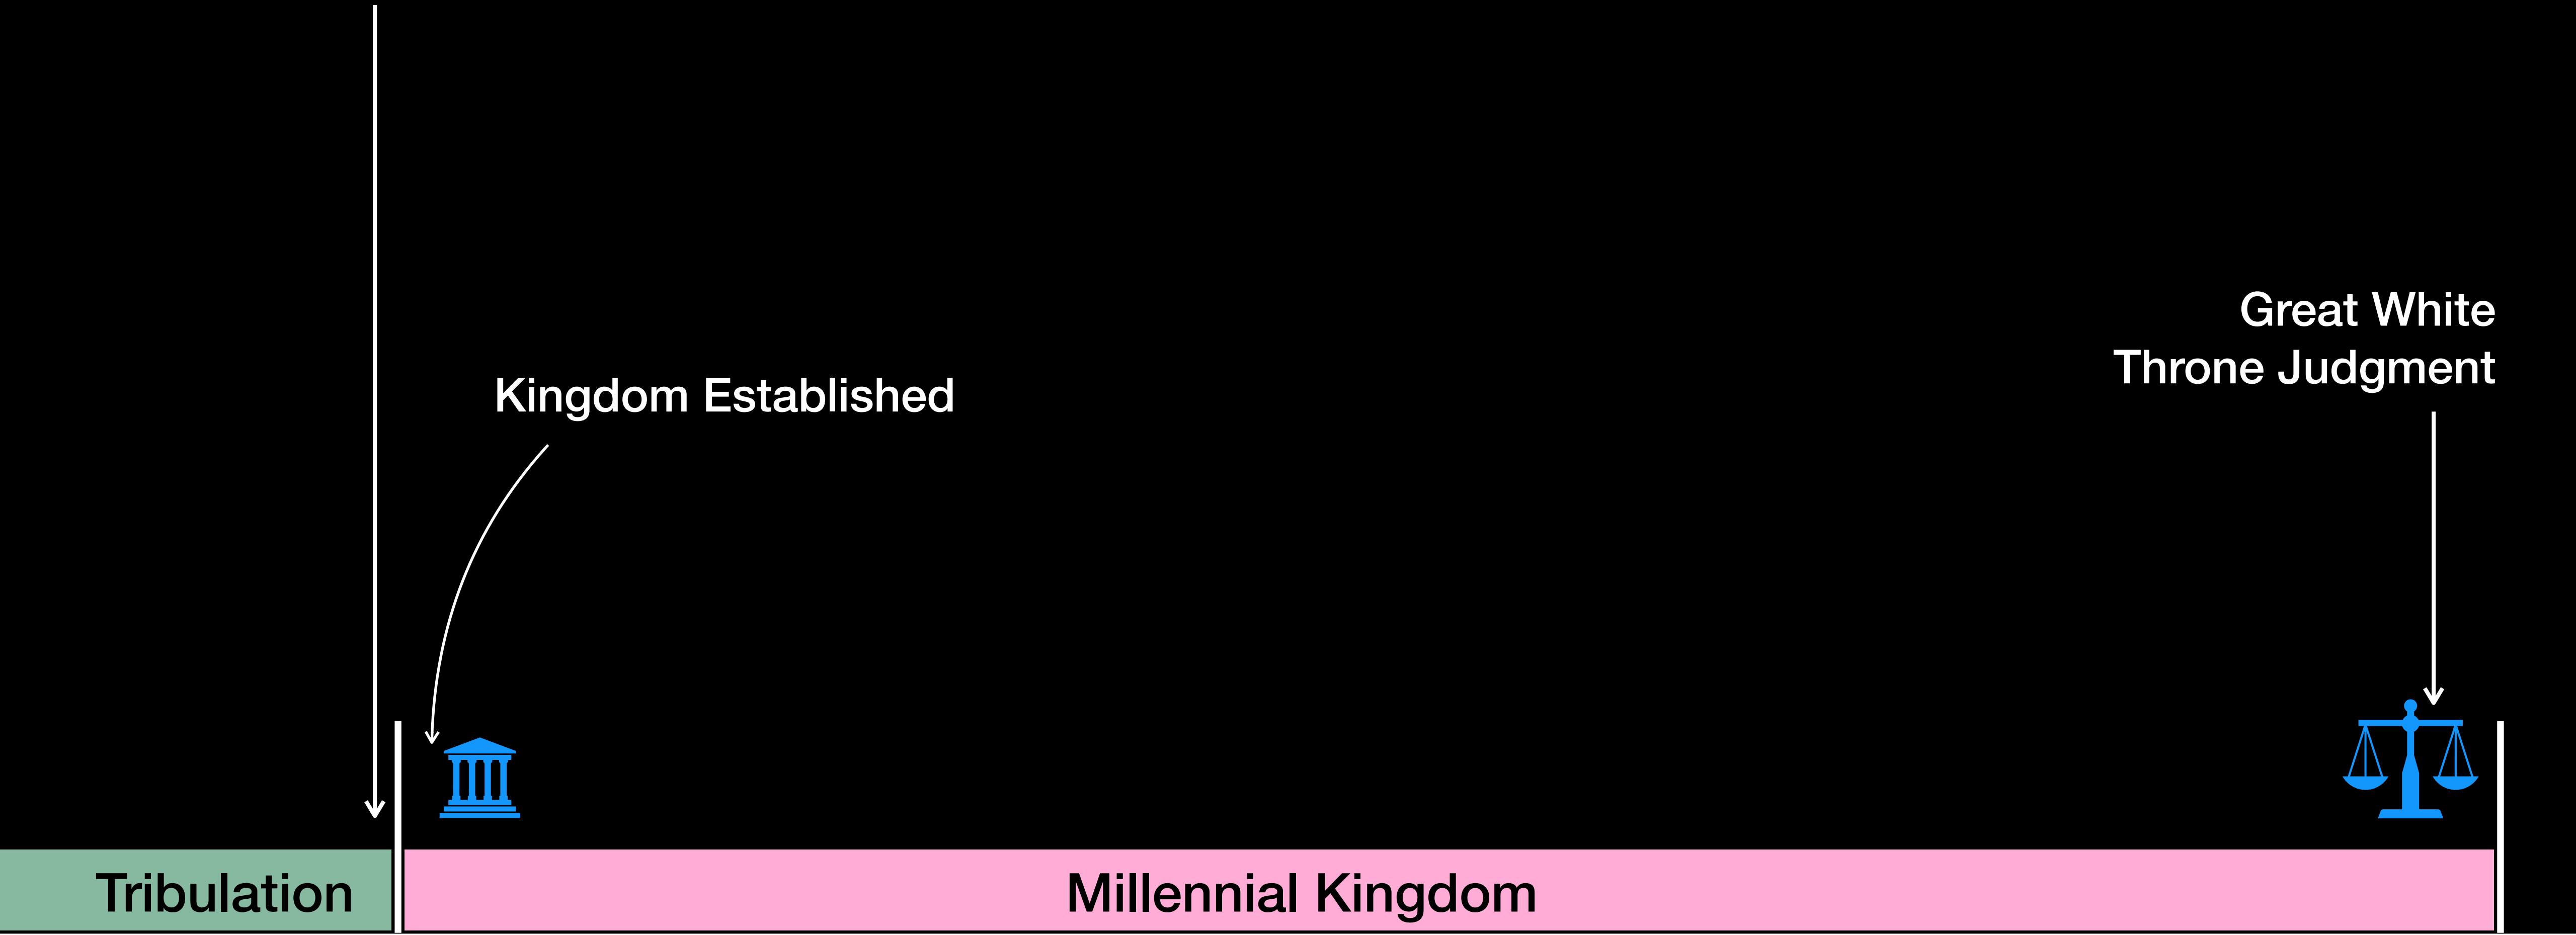 Great White
Throne Judgment
Kingdom Established
Tribulation
Millennial Kingdom